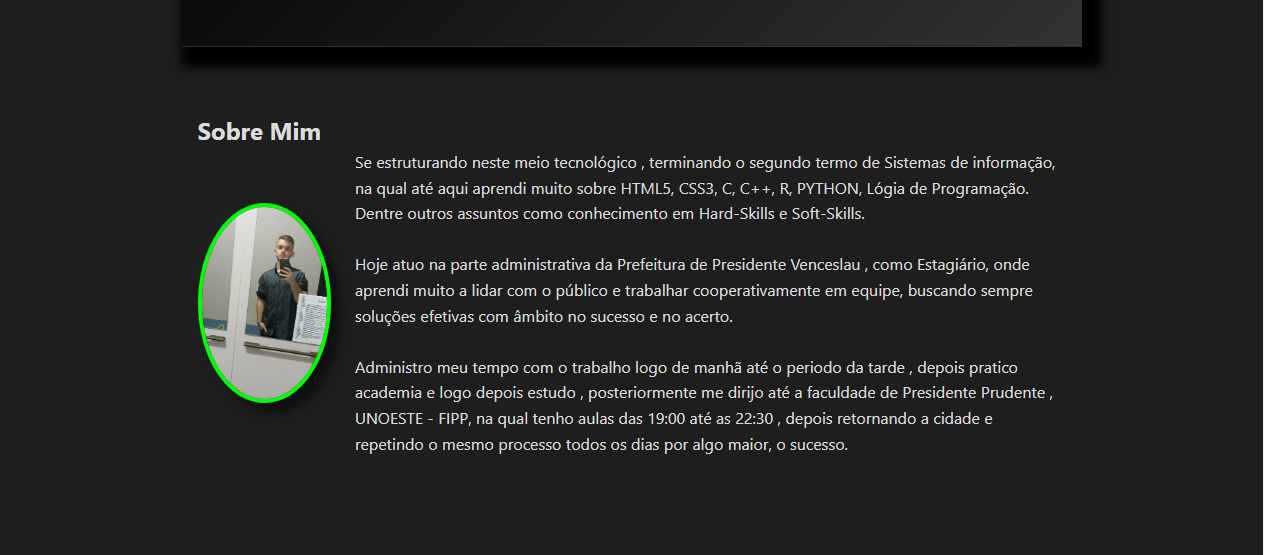 Sobre Mim
Se estruturando neste meio tecnológico , terminando o segundo termo de Sistemas de informação,
na qual até aqui aprendi muito sobre HTML5, CSS3, C, C++, R, PYTHON, Lógia de Programação.
Dentre outros assuntos como conhecimento em Hard-Skills e Soft-Skills.
Hoje atuo na parte administrativa da Prefeitura de Presidente Venceslau , como Estagiário, onde
aprendi muito a lidar com o público e trabalhar cooperativamente em equipe, buscando sempre
soluções efetivas com âmbito no sucesso e no acerto.
Administro meu tempo com o trabalho logo de manhã até o periodo da tarde , depois pratico
academia e logo depois estudo , posteriormente me dirijo até a faculdade de Presidente Prudente ,
UNOESTE - FIPP, na qual tenho aulas das 19:00 até as 22:30 , depois retornando a cidade e
repetindo o mesmo processo todos os dias por algo maior, o sucesso.